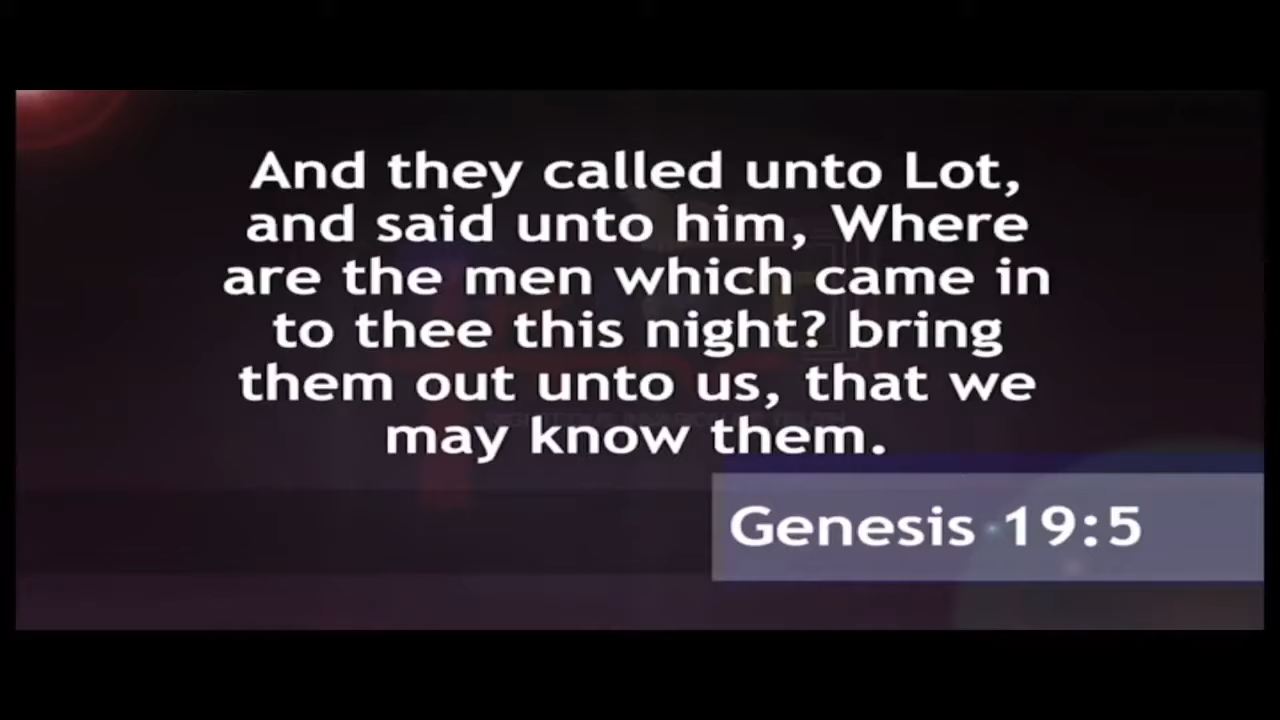 And they called unto Lot,
and said unto him, Where
are the men which came in
to thee this night? bring
them out unto us, that we
may know them.
Genesis 19:5